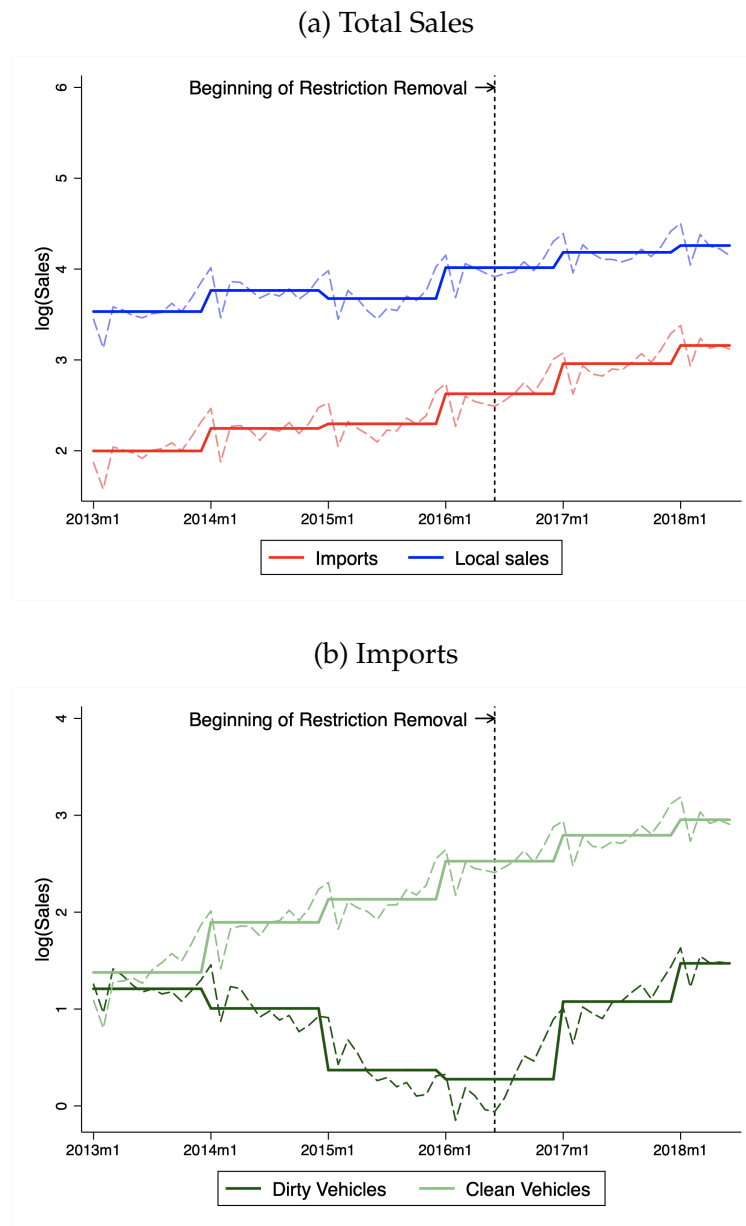 (a) Total Sales
Beginning of Restriction Removal
log(Sales)
6
5
4
3
2
2013m1 2014m1 2015m1 2016m1 2017m1 2018m1
Imports Local sales
(b) Imports
Beginning of Restriction Removal
log(Sales)
4
3
2
1
0
2013m1 2014m1 2015m1 2016m1 2017m1 2018m1
Dirty Vehicles Clean Vehicles